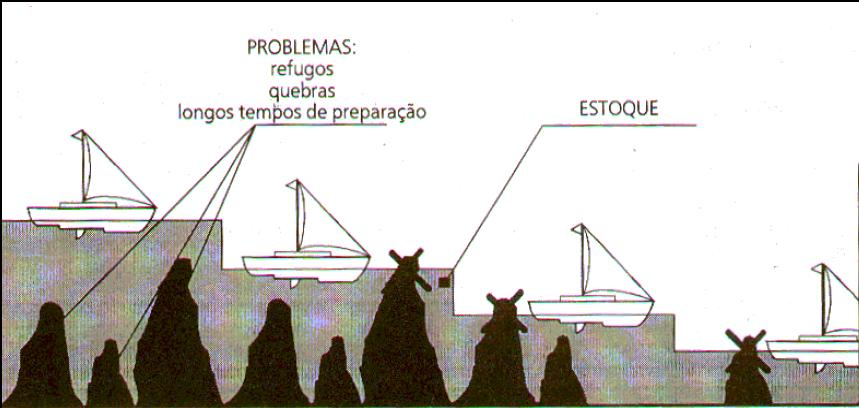 PROBLEMAS:
refugos
quebras
longos tempos de preparação
ESTOQUE